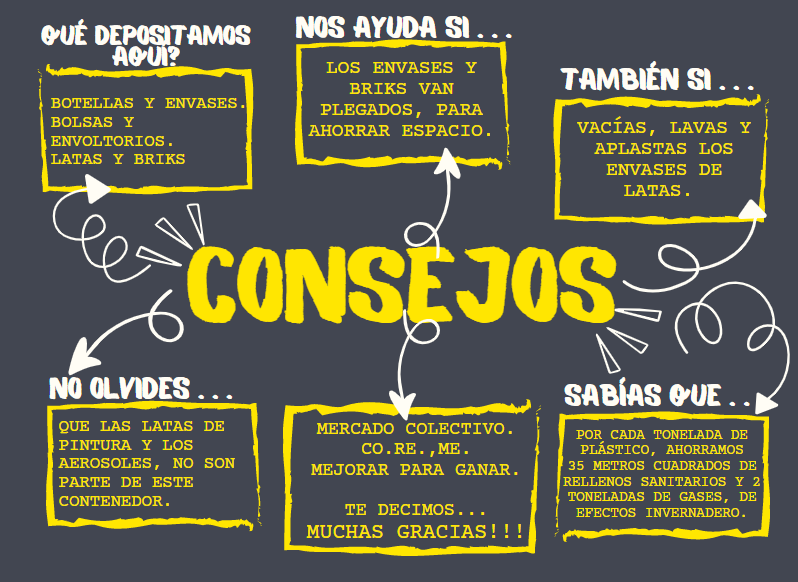 QUÉ DEPOSITAMOS
AQUI?
BOTELLAS Y ENVASES.
BOLSAS Y
ENVOLTORIOS.
LATAS Y BRIKS
NOS AYUDA SI . . .
LOS ENVASES Y
BRIKS VAN
PLEGADOS, PARA
AHORRAR ESPACIO.
TAMBIÉN SI . . .
VACÍAS, LAVAS Y
APLASTAS LOS
ENVASES DE
LATAS.
CONSEJOS
NO OLVIDES . . .
QUE LAS LATAS DE
PINTURA Y LOS
AEROSOLES, NO SON
PARTE DE ESTE
CONTENEDOR.
MERCADO COLECTIVO.
CO.RE.,ME.
MEJORAR PARA GANAR.
TE DECIMOS...
MUCHAS GRACIAS!!!
SABÍAS QUE . . .
POR CADA TONELADA DE
PLÁSTICO, AHORRAMOS
35 METROS CUADRADOS DE
RELLENOS SANITARIOS Y 2
TONELADAS DE GASES, DE
EFECTOS INVERNADERO.